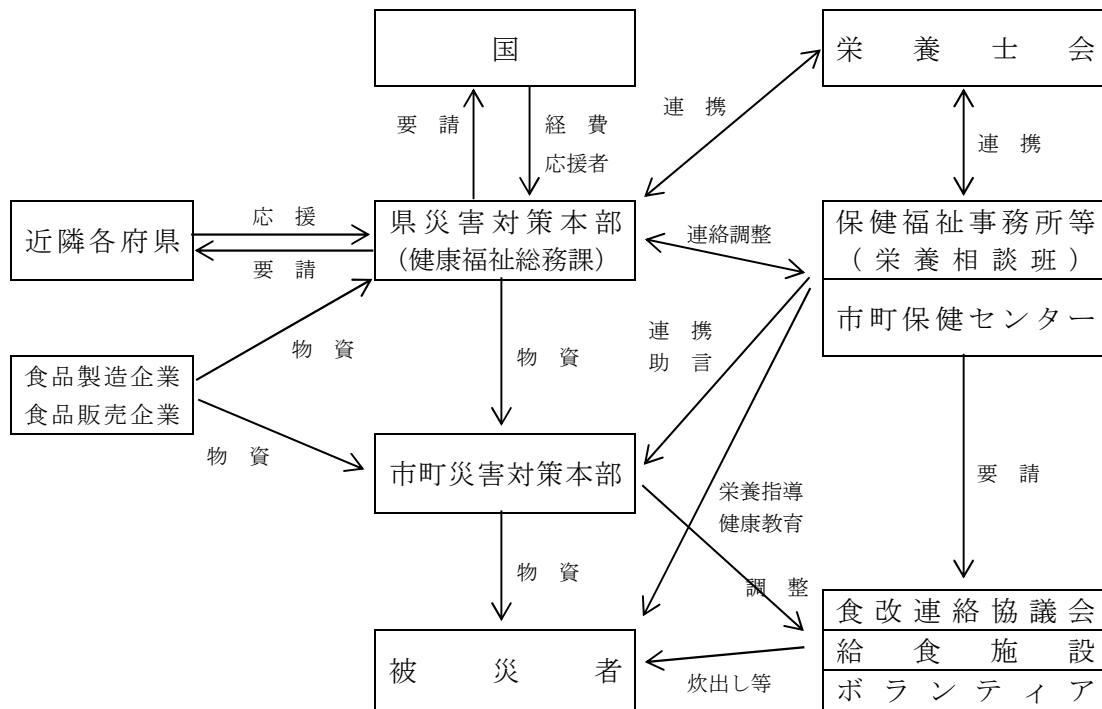 国
栄養士会
連 携
要 請
経 費
応援者
連 携
近隣各府県
応 援
要 請
県災害対策本部
(健康福祉総務課)
連絡調整
保健福祉事務所等
(栄養相談班)
市町保健センター
物 資
連 携
助 言
物 資
食品製造企業
食品販売企業
物 資
市町災害対策本部
栄養指導
健康教育
要 請
物 資
調 整
食改連絡協議会
給食施設
ボランティア
被災者
炊出し等